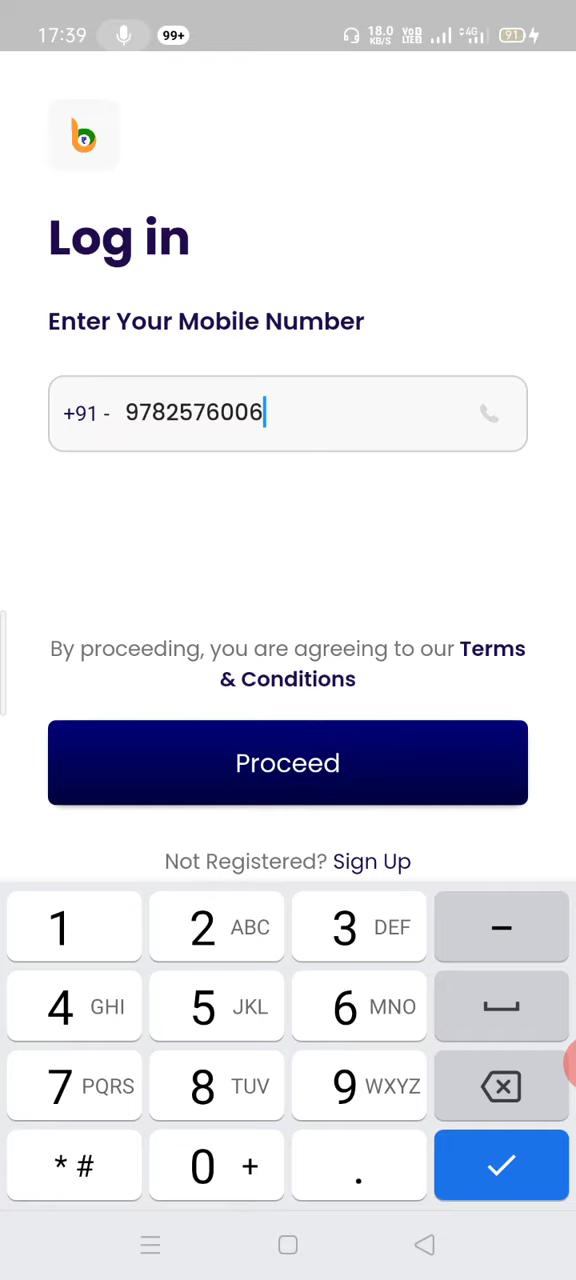 17:39 99+ 18.0 KB/S VoD LTE2 4G 91
Log in
Enter Your Mobile Number
+91 - 9782576006
By proceeding, you are agreeing to our Terms
& Conditions
Proceed
Not Registered? Sign Up
1 2 ABC 3 DEF -
4 GHI 5 JKL 6 MNO
7 PQRS 8 TUV 9 WXYZ
* # 0 + .